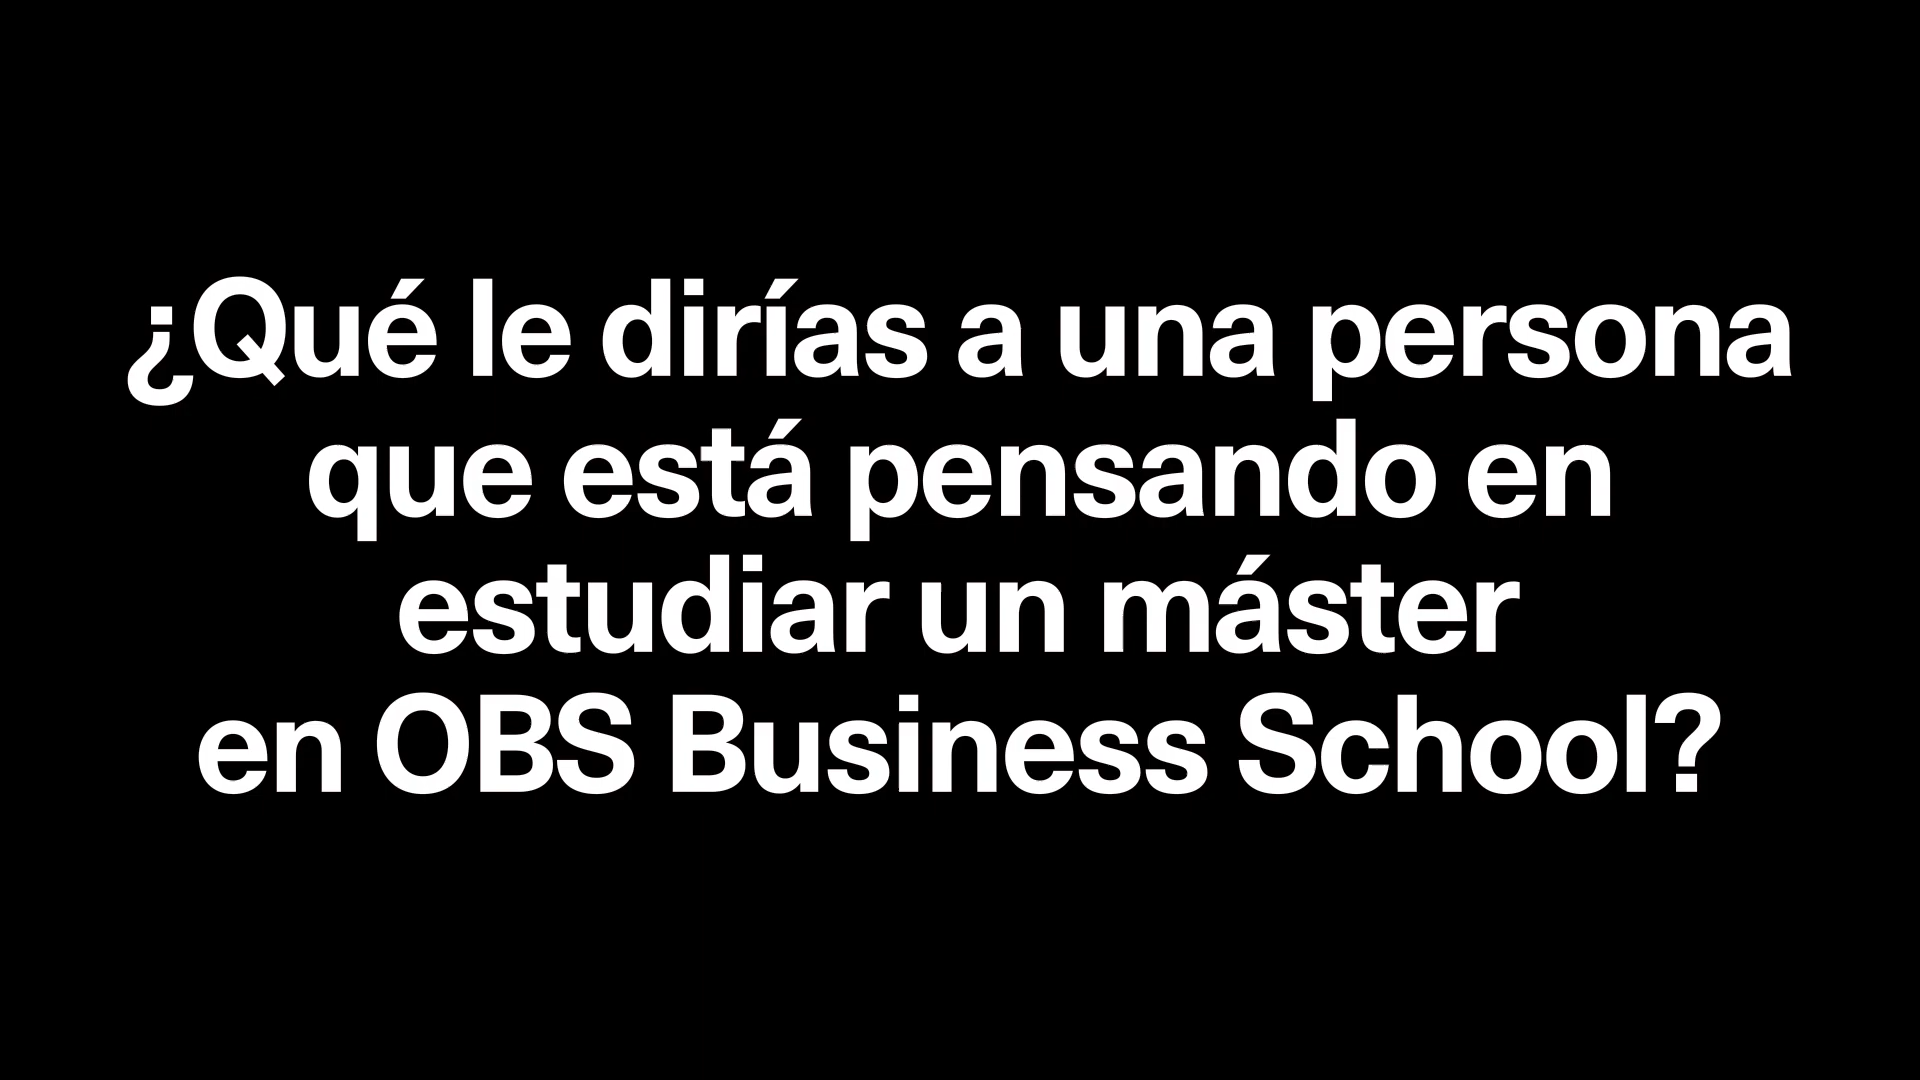 ¿Qué le dirías a una persona
que está pensando en
estudiar un máster
en OBS Business School?